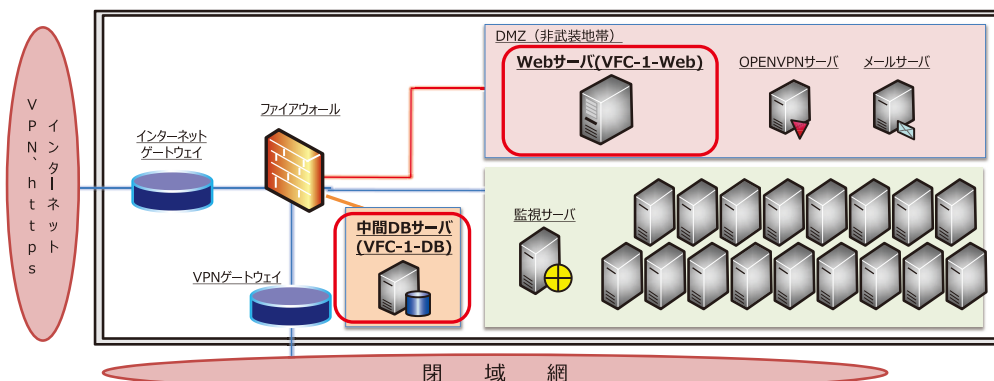 インターネット
VPN、https
インターネット
ゲートウェイ
ファイアウォール
VPNゲートウェイ
DMZ（非武装地帯）
Webサーバ(VFC-1-Web)
OPENVPNサーバ
メールサーバ
中間DBサーバ
(VFC-1-DB)
監視サーバ
閉域網